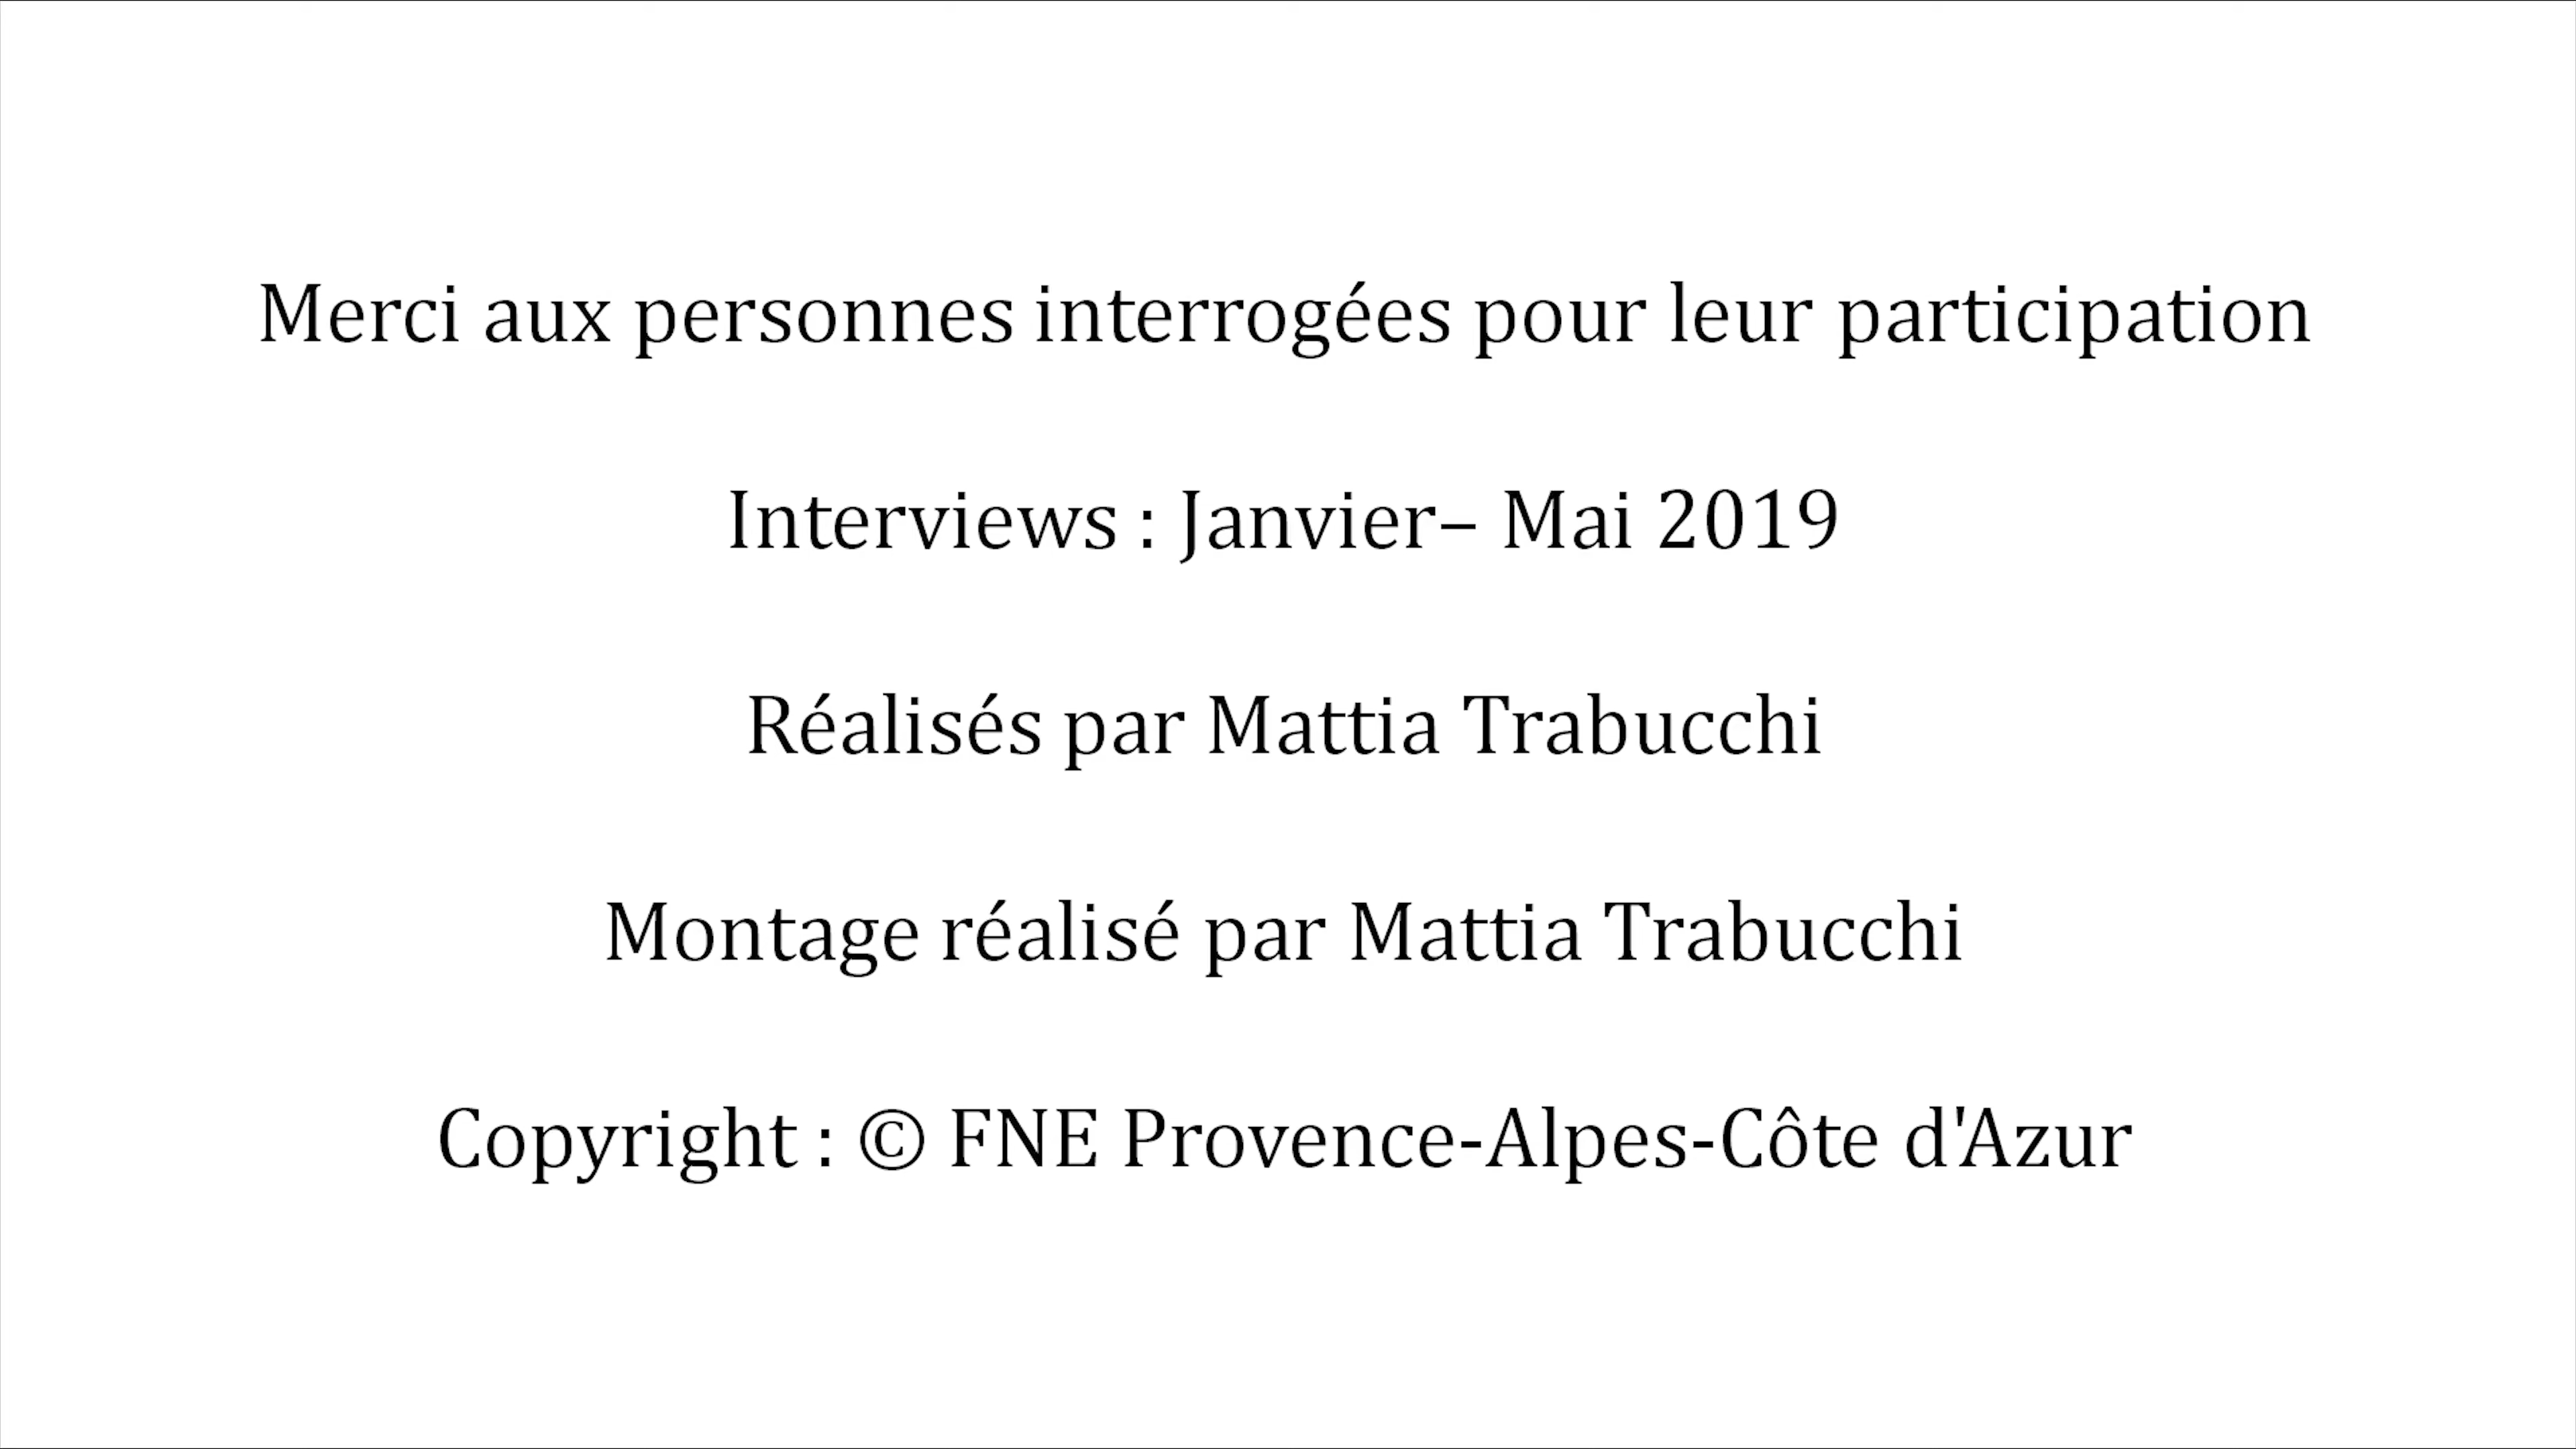 Merci aux personnes interrogées pour leur participation
Interviews : Janvier– Mai 2019
Réalisés par Mattia Trabucchi
Montage réalisé par Mattia Trabucchi
Copyright : © FNE Provence-Alpes-Côte d'Azur